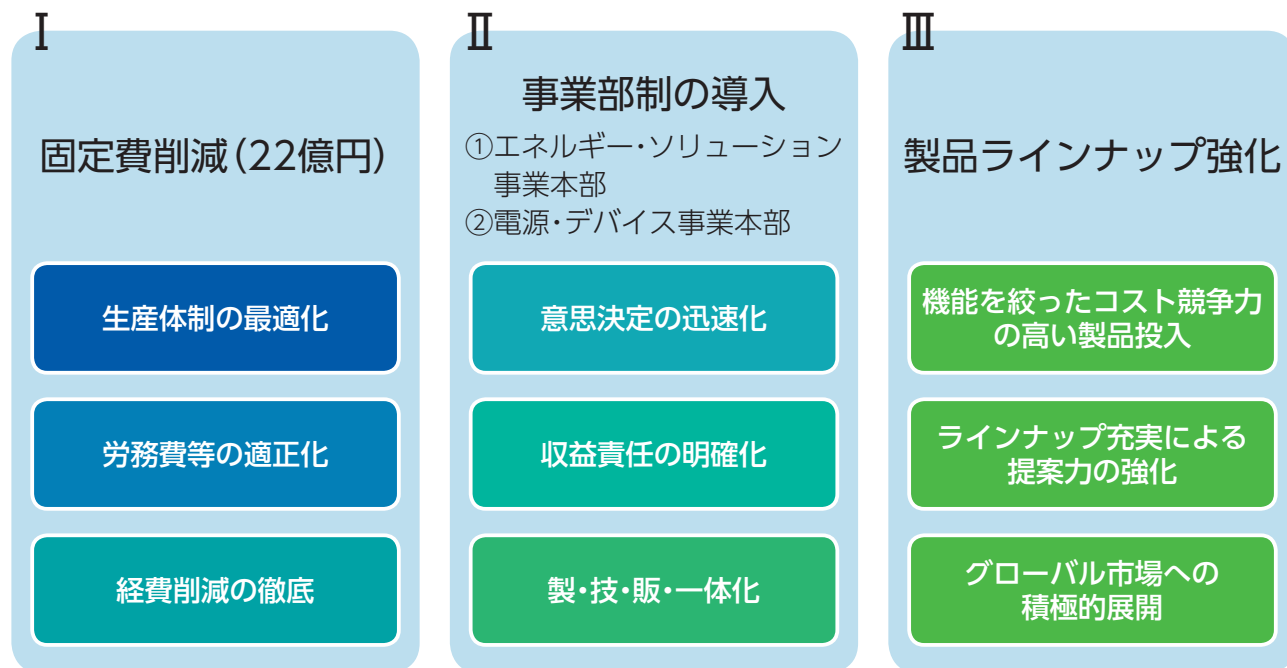 Ⅰ
固定費削減（22億円）
生産体制の最適化
労務費等の適正化
経費削減の徹底
Ⅱ
事業部制の導入
①エネルギー・ソリューション
事業本部
②電源・デバイス事業本部
意思決定の迅速化
収益責任の明確化
製・技・販・一体化
Ⅲ
製品ラインナップ強化
機能を絞ったコスト競争力
の高い製品投入
ラインナップ充実による
提案力の強化
グローバル市場への
積極的展開